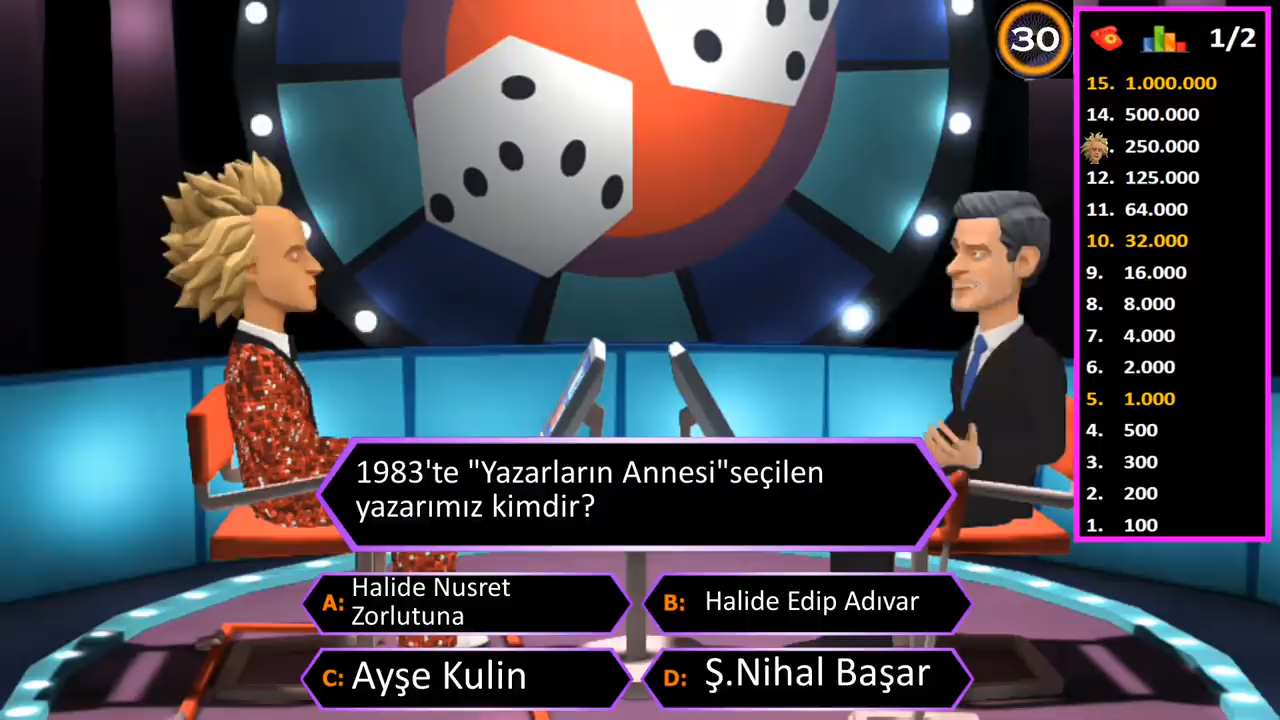 30
1/2
15. 1.000.000
14. 500.000
. 250.000
12. 125.000
11. 64.000
10. 32.000
9. 16.000
8. 8.000
7. 4.000
6. 2.000
5. 1.000
4. 500
3. 300
2. 200
1. 100
1983'te "Yazarların Annesi"seçilen
yazarımız kimdir?
A: Halide Nusret
Zorlutuna
B: Halide Edip Adıvar
C: Ayşe Kulin
D: Ş.Nihal Başar